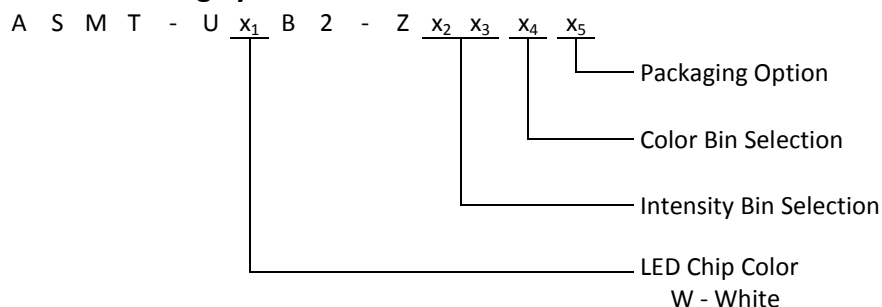 A S M T - U x₁ B 2 - Z x₂ x₃ x₄ x₅
Packaging Option
Color Bin Selection
Intensity Bin Selection
LED Chip Color
W - White